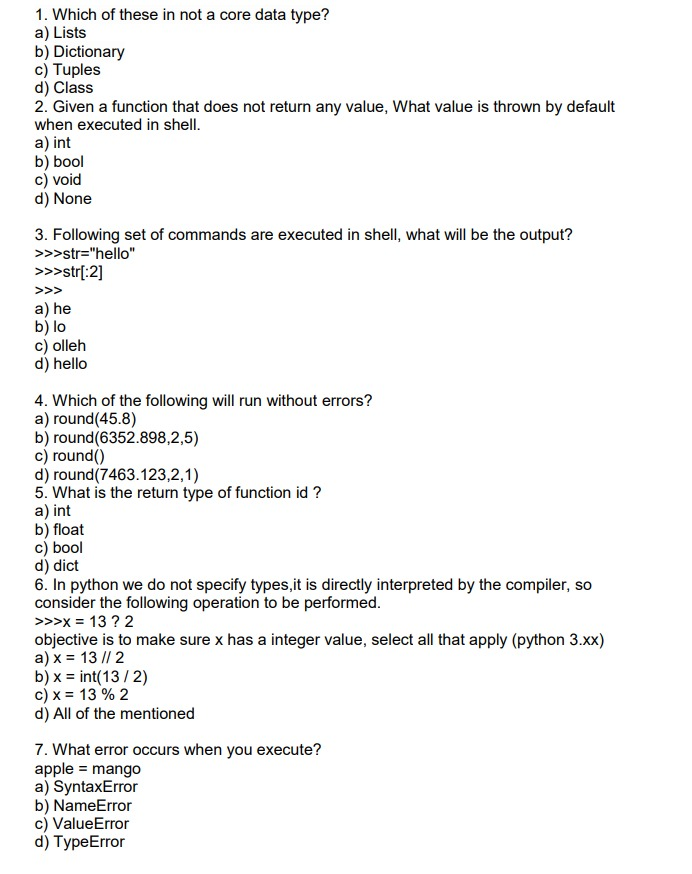 1. Which of these in not a core data type?
a) Lists
b) Dictionary
c) Tuples
d) Class
2. Given a function that does not return any value, What value is thrown by default
when executed in shell.
a) int
b) bool
c) void
d) None
3. Following set of commands are executed in shell, what will be the output?
>>>str="hello"
>>>str[:2]
>>>
a) he
b) lo
c) olleh
d) hello
4. Which of the following will run without errors?
a) round(45.8)
b) round(6352.898,2,5)
c) round()
d) round(7463.123,2,1)
5. What is the return type of function id ?
a) int
b) float
c) bool
d) dict
6. In python we do not specify types,it is directly interpreted by the compiler, so
consider the following operation to be performed.
>>>x = 13 ? 2
objective is to make sure x has a integer value, select all that apply (python 3.xx)
a) x = 13 // 2
b) x = int(13 / 2)
c) x = 13 % 2
d) All of the mentioned
7. What error occurs when you execute?
apple = mango
a) SyntaxError
b) NameError
c) ValueError
d) TypeError